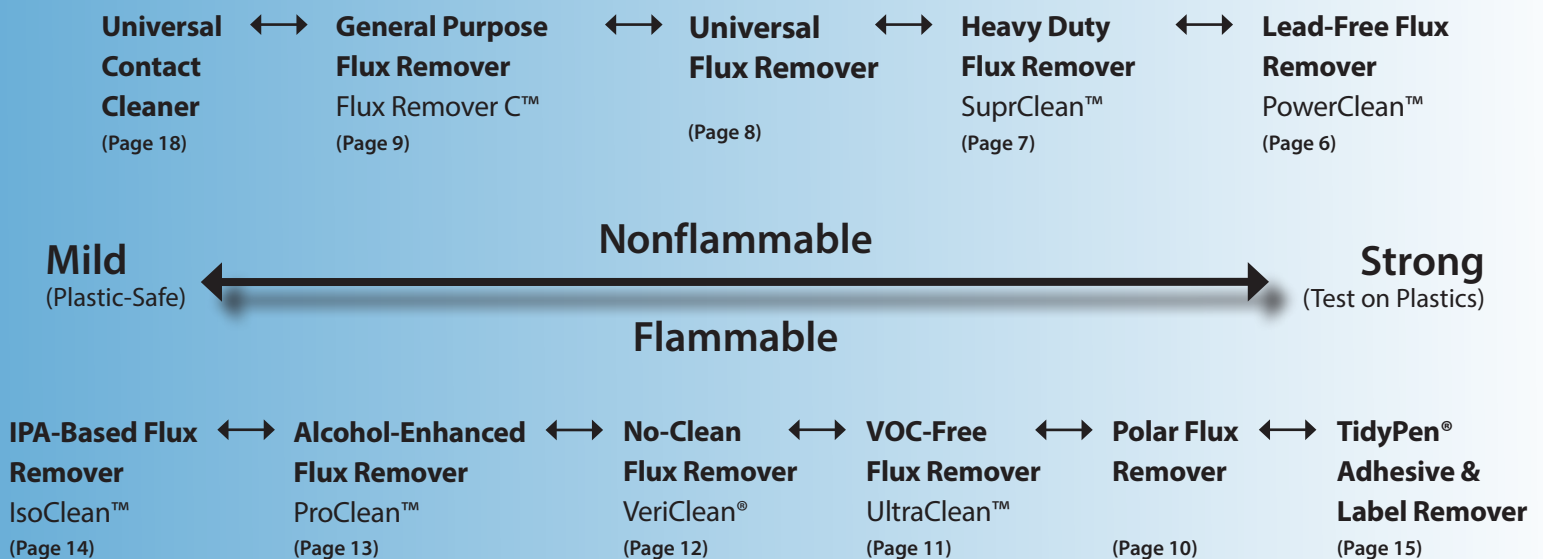 Universal
Contact
Cleaner
(Page 18)
General Purpose
Flux Remover
Flux Remover C™
(Page 9)
Universal
Flux Remover
(Page 8)
Heavy Duty
Flux Remover
SuprClean™
(Page 7)
Lead-Free Flux
Remover
PowerClean™
(Page 6)
Mild
(Plastic-Safe)
Nonflammable
Flammable
Strong
(Test on Plastics)
IPA-Based Flux
Remover
IsoClean™
(Page 14)
Alcohol-Enhanced
Flux Remover
ProClean™
(Page 13)
No-Clean
Flux Remover
VeriClean®
(Page 12)
VOC-Free
Flux Remover
UltraClean™
(Page 11)
Polar Flux
Remover
(Page 10)
TidyPen®
Adhesive &
Label Remover
(Page 15)